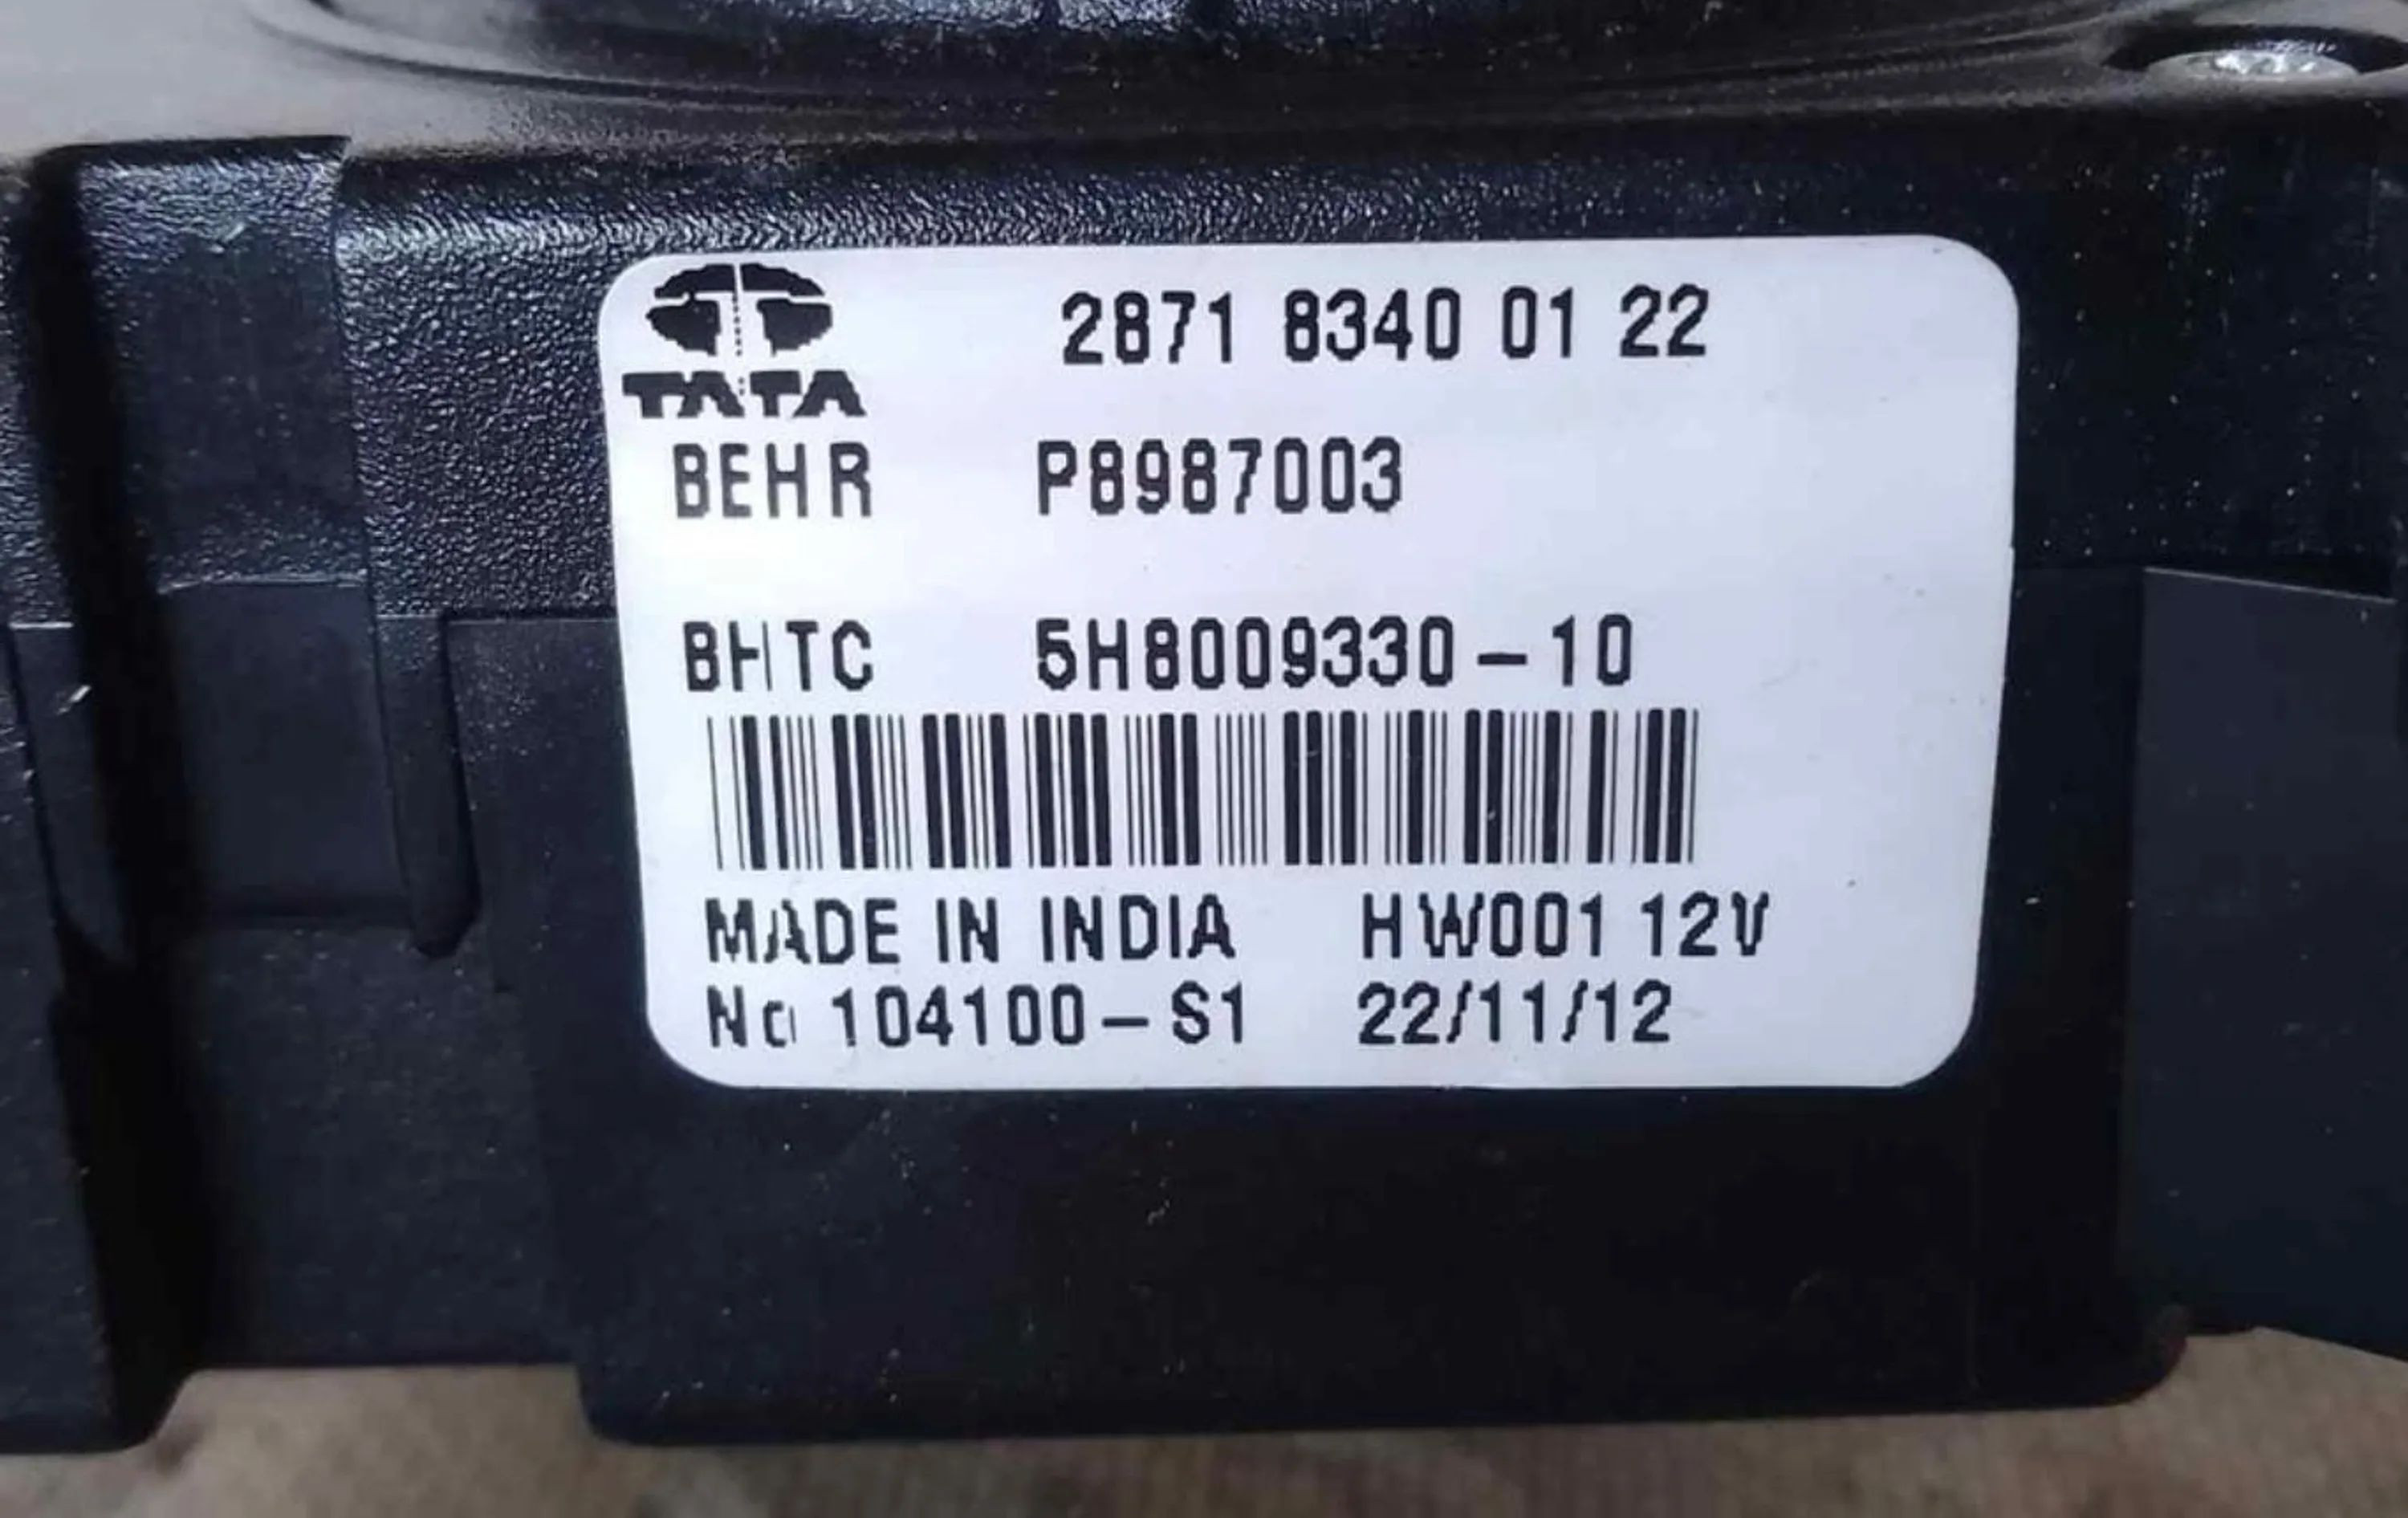 TATA 2871 8340 01 22
BEHR P8987003
BHTC 5H8009330-10
MADE IN INDIA HW001 12V
No 104100-S1 22/11/12